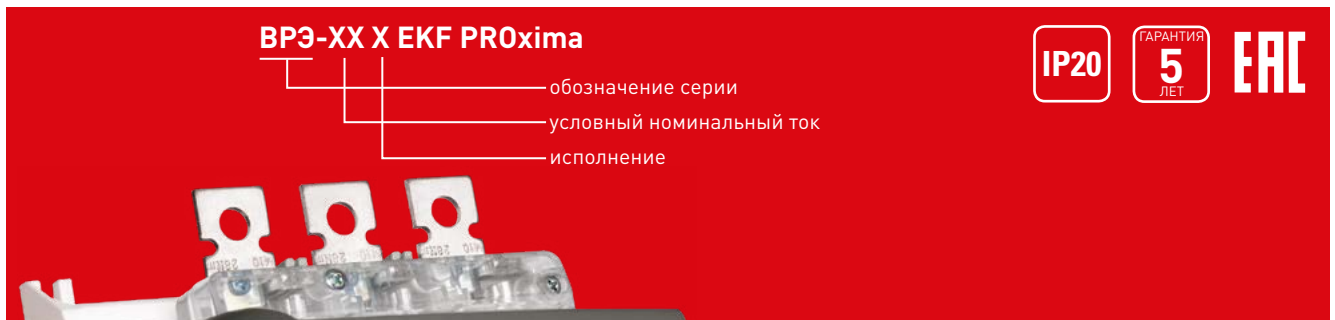 ВРЭ-XX X EKF PROxima
обозначение серии
условный номинальный ток
исполнение
IP20
ГАРАНТИЯ
5
ЛЕТ
EAC